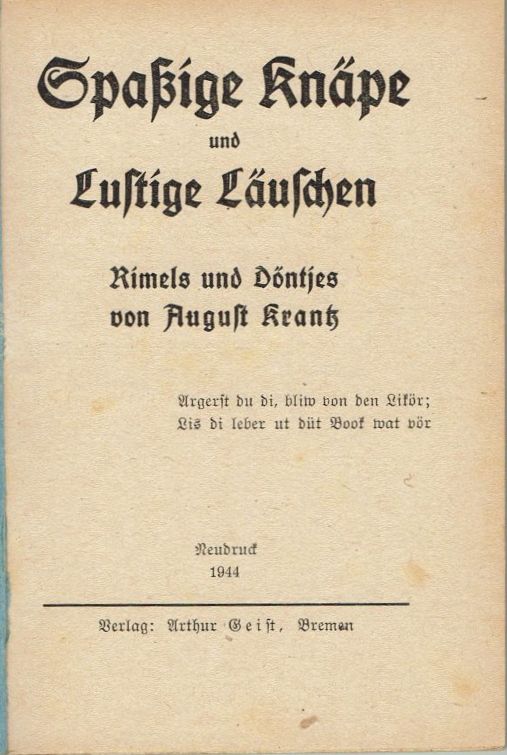 Spaßige Knäpe
und
Lustige Läuschen
Rimels und Döntjes
von August Krantz
Argerst du di, bliw von den Likör;
Lis di leber ut düt Book wat vör
Neudruck
1944
Verlag: Arthur Geist, Bremen